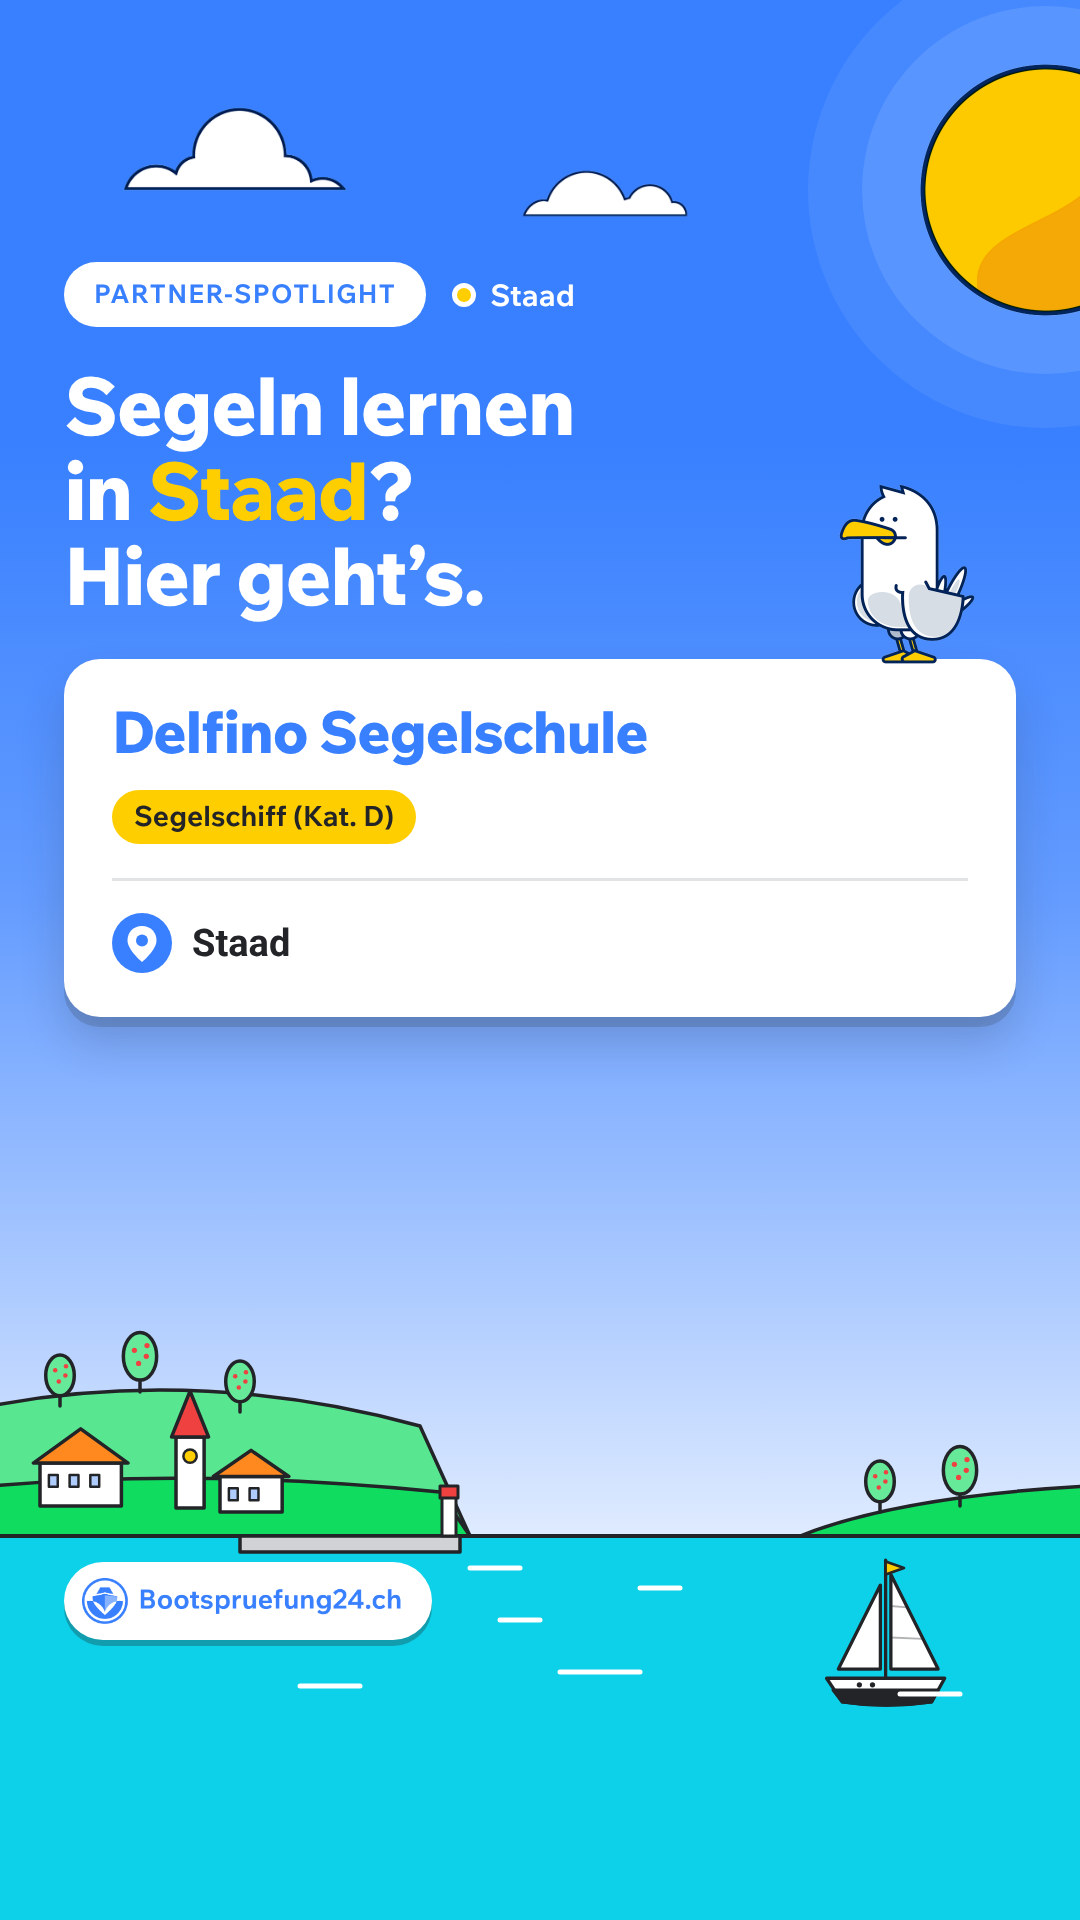 PARTNER-SPOTLIGHT
Staad
Segeln lernen
in Staad?
Hier geht’s.
Delfino Segelschule
Segelschiff (Kat. D)
Staad
Bootspruefung24.ch